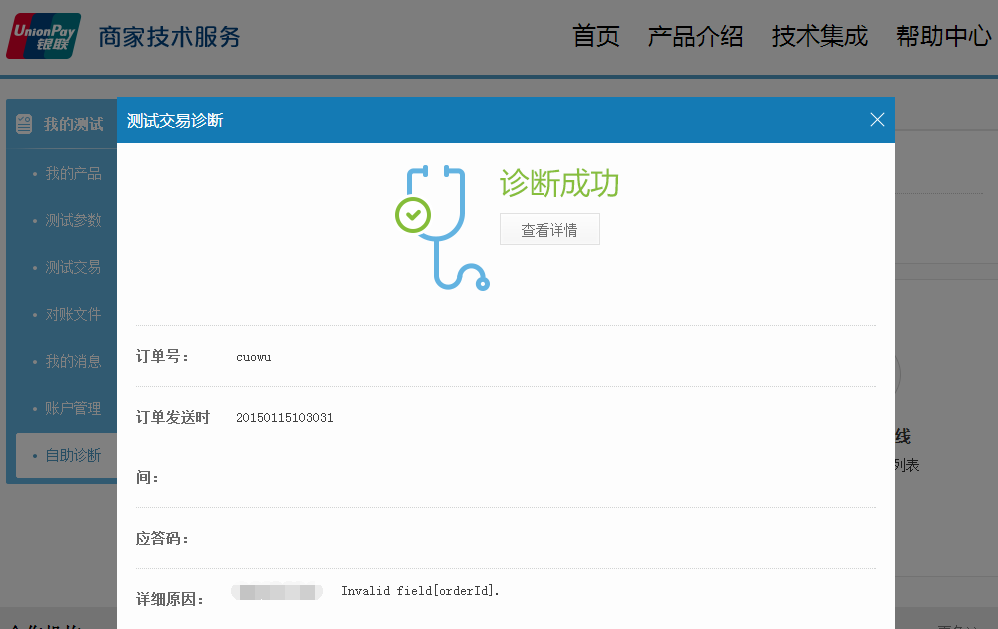 UnionPay
银联
商家技术服务
首页 产品介绍 技术集成 帮助中心
我的测试
我的产品
测试参数
测试交易
对账文件
我的消息
账户管理
自助诊断
测试交易诊断
诊断成功
查看详情
订单号： cuowu
订单发送时 20150115103031
间：
应答码：
详细原因： Invalid field[orderId].
线
列表